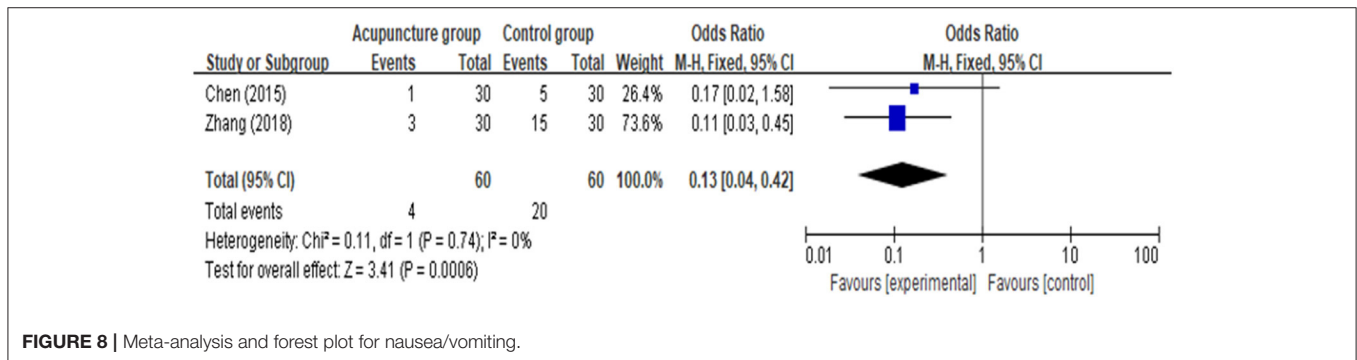 Acupuncture group Control group Odds Ratio Odds Ratio
Study or Subgroup Events Total Events Total Weight M-H, Fixed, 95% CI M-H, Fixed, 95% CI
Chen (2015) 1 30 5 30 26.4% 0.17 [0.02, 1.58]
Zhang (2018) 3 30 15 30 73.6% 0.11 [0.03, 0.45]
Total (95% CI) 60 60 100.0% 0.13 [0.04, 0.42]
Total events 4 20
Heterogeneity: Chi² = 0.11, df = 1 (P = 0.74); I² = 0%
Test for overall effect: Z = 3.41 (P = 0.0006)
0.01 0.1 1 10 100
Favours [experimental] Favours [control]
FIGURE 8 | Meta-analysis and forest plot for nausea/vomiting.